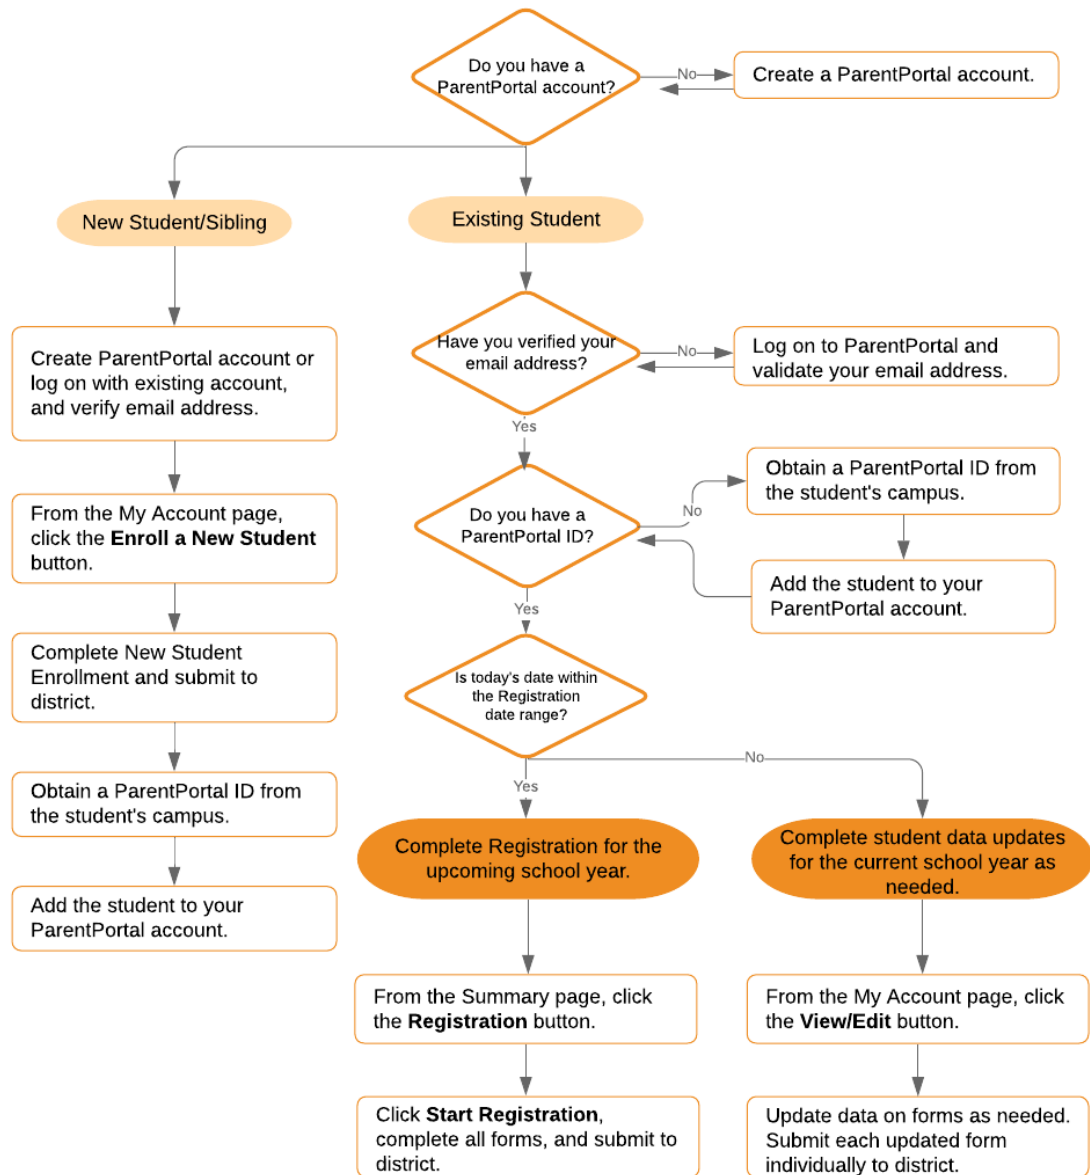 Do you have a
ParentPortal account?
No
Create a ParentPortal account.
New Student/Sibling
Existing Student
Create ParentPortal account or
log on with existing account,
and verify email address.
From the My Account page,
click the Enroll a New Student
button.
Complete New Student
Enrollment and submit to
district.
Obtain a ParentPortal ID from
the student's campus.
Add the student to your
ParentPortal account.
Have you verified your
email address?
No
Log on to ParentPortal and
validate your email address.
Yes
Do you have a
ParentPortal ID?
No
Obtain a ParentPortal ID from
the student's campus.
Add the student to your
ParentPortal account.
Yes
Is today's date within
the Registration
date range?
Yes
No
Complete Registration for the
upcoming school year.
From the Summary page, click
the Registration button.
Click Start Registration,
complete all forms, and submit to
district.
Complete student data updates
for the current school year as
needed.
From the My Account page, click
the View/Edit button.
Update data on forms as needed.
Submit each updated form
individually to district.